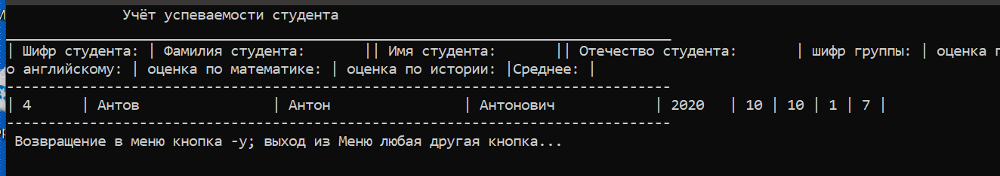 Учёт успеваемости студента
| Шифр студента: | Фамилия студента: || Имя студента: || Отечество студента: | шифр группы: | оценка п
о английскому: | оценка по математике: | оценка по истории: |Среднее: |
--------------------------------------------------------------------------------
| 4 | Антов | Антон | Антонович | 2020 | 10 | 10 | 1 | 7 |
--------------------------------------------------------------------------------
Возвращение в меню кнопка -у; выход из Меню любая другая кнопка...